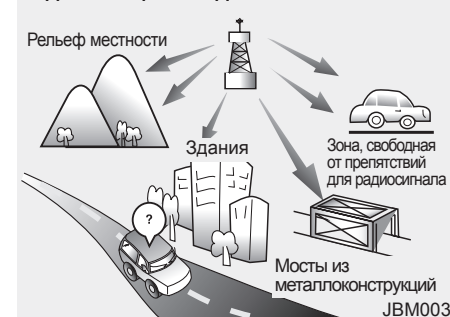 Рельеф местности
Здания
Зона, свободная
от препятствий
для радиосигнала
?
Мосты из
металлоконструкций
JBM003